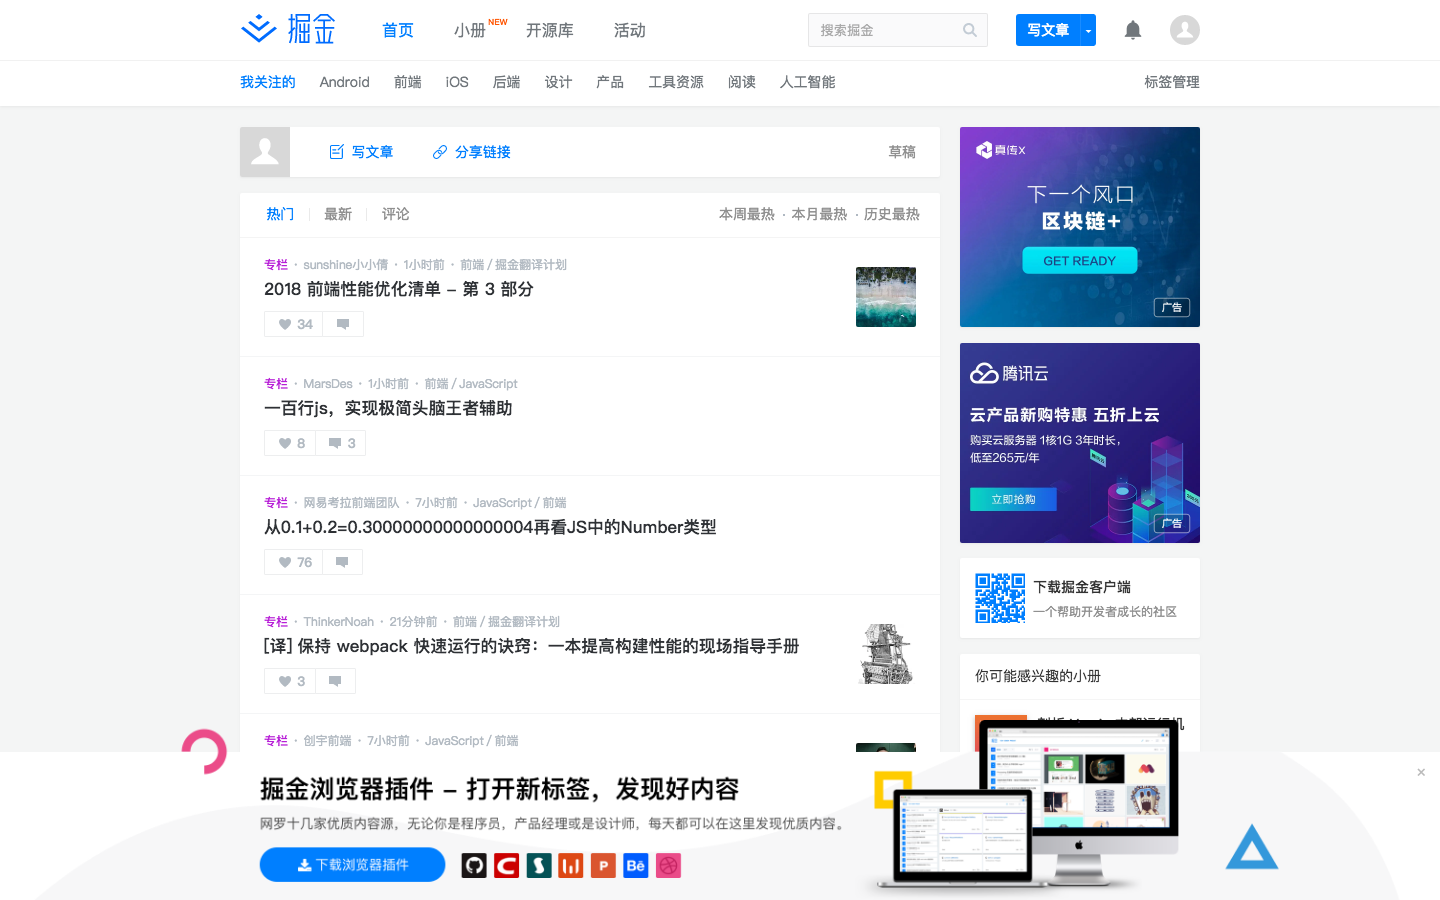 掘金
首页
小册
NEW
开源库
活动
搜索掘金
写文章
我关注的
Android
前端
iOS
后端
设计
产品
工具资源
阅读
人工智能
标签管理
写文章
分享链接
草稿
热门
最新
评论
本周最热 · 本月最热 · 历史最热
专栏 · sunshine小小倩 · 1小时前 · 前端 / 掘金翻译计划
2018 前端性能优化清单 – 第 3 部分
34
专栏 · MarsDes · 1小时前 · 前端 / JavaScript
一百行js，实现极简头脑王者辅助
8
3
专栏 · 网易考拉前端团队 · 7小时前 · JavaScript / 前端
从0.1+0.2=0.30000000000000004再看JS中的Number类型
76
专栏 · ThinkerNoah · 21分钟前 · 前端 / 掘金翻译计划
[译] 保持 webpack 快速运行的诀窍：一本提高构建性能的现场指导手册
3
专栏 · 创宇前端 · 7小时前 · JavaScript / 前端
真传X
下一个风口
区块链+
GET READY
广告
腾讯云
云产品新购特惠 五折上云
购买云服务器 1核1G 3年时长，
低至265元/年
立即抢购
广告
下载掘金客户端
一个帮助开发者成长的社区
你可能感兴趣的小册
掘金浏览器插件 – 打开新标签，发现好内容
网罗十几家优质内容源，无论你是程序员，产品经理或是设计师，每天都可以在这里发现优质内容。
下载浏览器插件
P
Bē
×